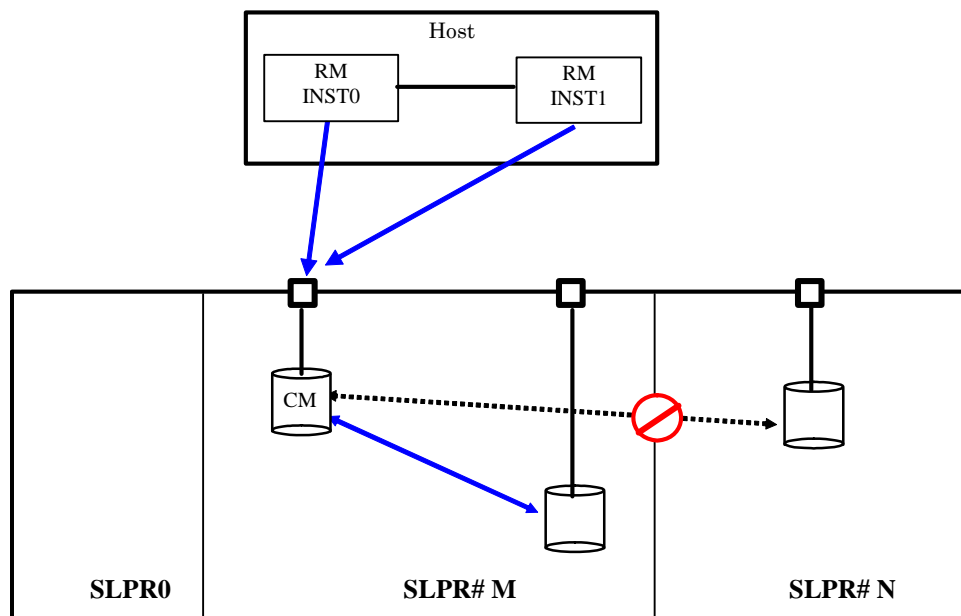 Host
RM
INST0
RM
INST1
CM
SLPR0
SLPR# M
SLPR# N